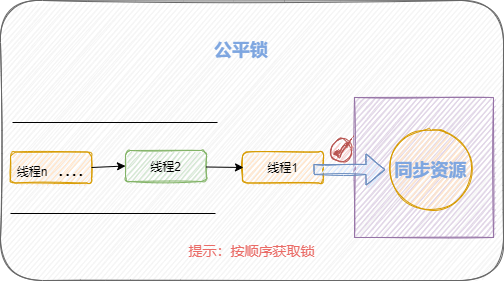 公平锁
线程n ....
线程2
线程1
同步资源
提示：按顺序获取锁